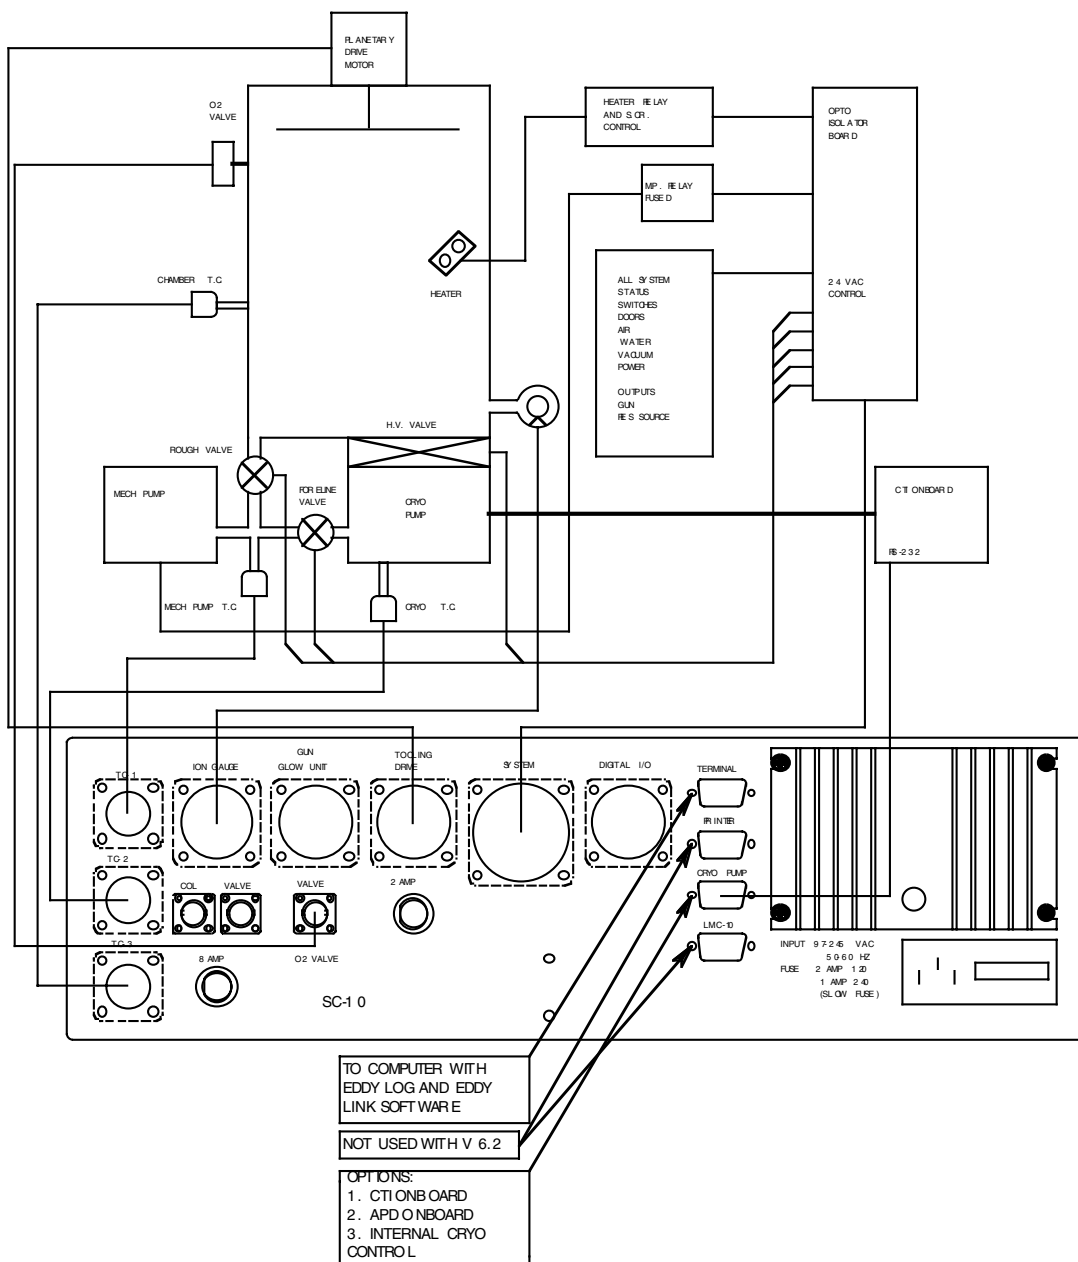 PLANETARY
DRIVE
MOTOR
O2
VALVE
HEATER RELAY
AND S.CR.
CONTROL
OPTO
ISOLATOR
BOARD
M.P. RELAY
FUSED
CHAMBER T.C.
HEATER
ALL SYSTEM
STATUS
SWITCHES
DOORS
AIR
WATER
VACUUM
POWER
OUTPUTS
GUN
RES SOURCE
24 VAC
CONTROL
H.V. VALVE
ROUGH VALVE
MECH PUMP
FORELINE
VALVE
CRYO
PUMP
CTI ONBOARD
RS-232
MECH PUMP T.C.
CRYO T.C.
TC-1
ION GAUGE
GUN
GLOW UNIT
TOOLING
DRIVE
SYSTEM
DIGITAL I/O
TERMINAL
PRINTER
TC-2
COL
VALVE
VALVE
2 AMP
CRYO PUMP
LMC-10
TC-3
8 AMP
O2 VALVE
SC-10
INPUT 97-245 VAC
50-60 HZ
FUSE 2 AMP 120
1 AMP 240
(SLOW FUSE)
TO COMPUTER WITH
EDDY LOG AND EDDY
LINK SOFTWARE
NOT USED WITH V 6.2
OPTIONS:
1. CTI ONBOARD
2. APD ONBOARD
3. INTERNAL CRYO
CONTROL